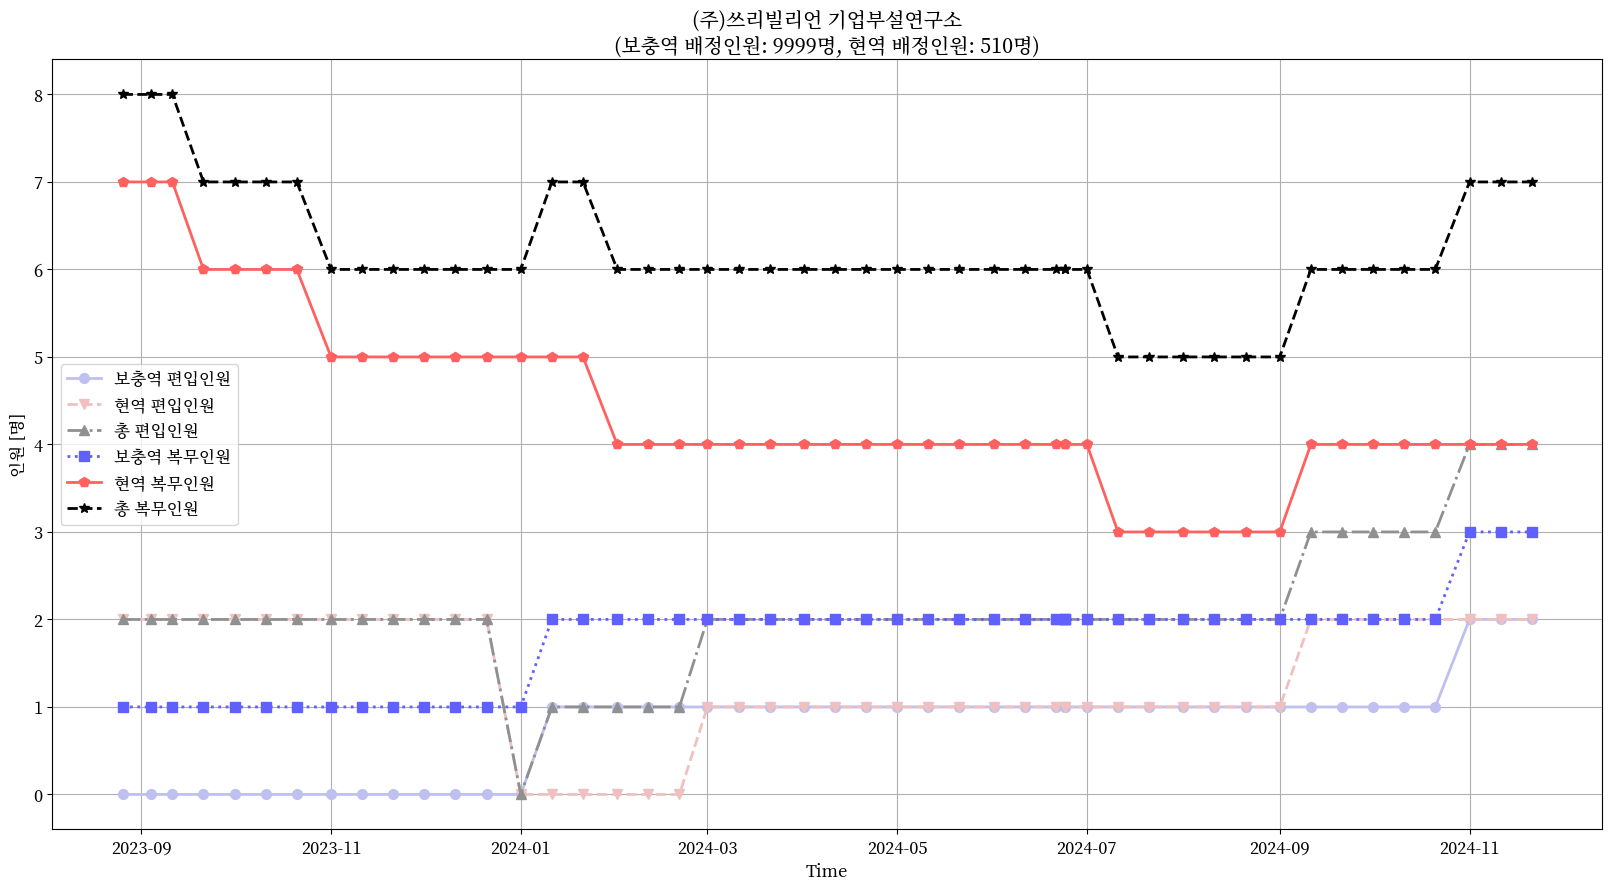 (주)쓰리빌리언 기업부설연구소
(보충역 배정인원: 9999명, 현역 배정인원: 510명)
8
7
6
5
4
3
2
1
0
인원 [명]
보충역 편입인원
현역 편입인원
총 편입인원
보충역 복무인원
현역 복무인원
총 복무인원
2023-09
2023-11
2024-01
2024-03
2024-05
2024-07
2024-09
2024-11
Time